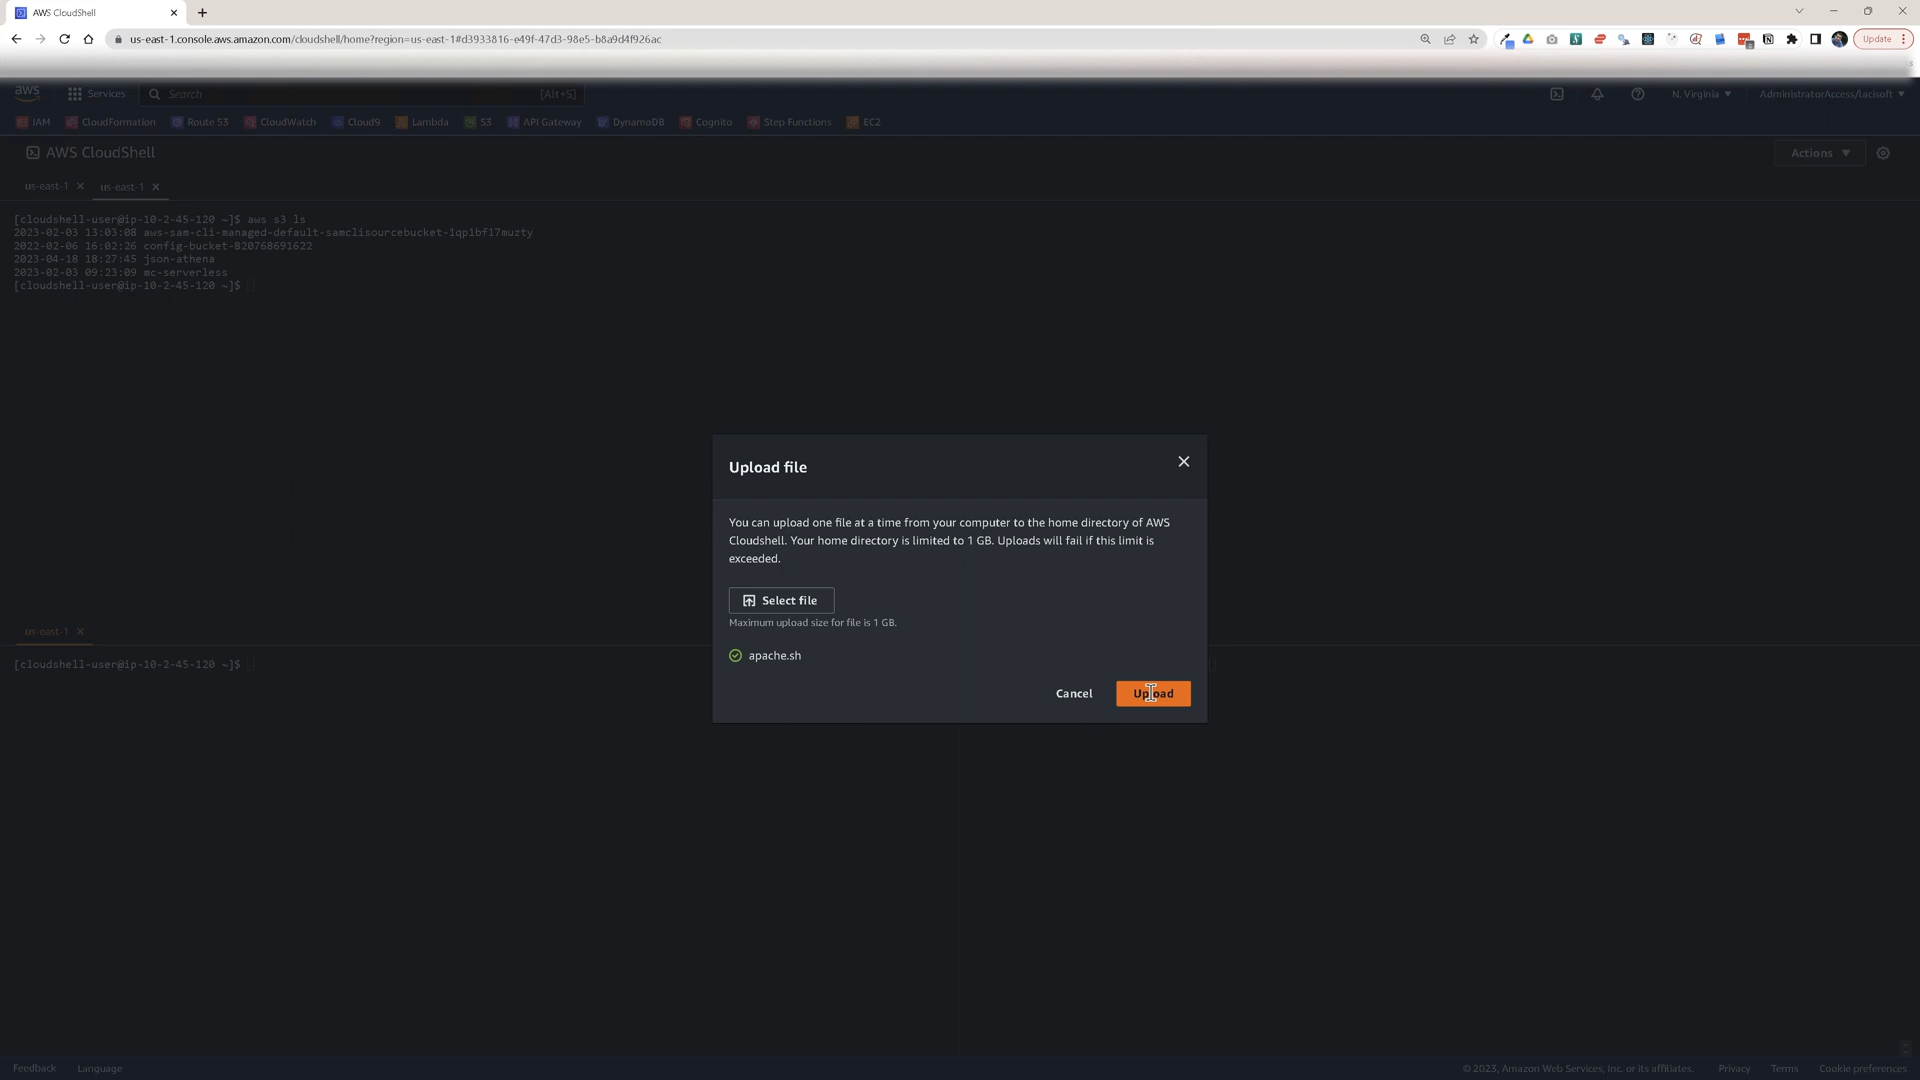 AWS CloudShell
us-east-1.console.aws.amazon.com/cloudshell/home?region=us-east-1#d3933816-e49f-47d3-98e5-b8a9d4f926ac
Update
aws
Services
Search
[Alt+S]
N. Virginia
AdministratorAccess/lacisoft
IAM
CloudFormation
Route 53
CloudWatch
Cloud9
Lambda
S3
API Gateway
DynamoDB
Cognito
Step Functions
EC2
AWS CloudShell
Actions
us-east-1
us-east-1
[cloudshell-user@ip-10-2-45-120 ~]$ aws s3 ls
2023-02-03 13:03:08 aws-sam-cli-managed-default-samclisourcebucket-1qp1bf17muzty
2022-02-06 16:02:26 config-bucket-820768691622
2023-04-18 18:27:45 json-athena
2023-02-03 09:23:09 mc-serverless
[cloudshell-user@ip-10-2-45-120 ~]$
Upload file
You can upload one file at a time from your computer to the home directory of AWS
Cloudshell. Your home directory is limited to 1 GB. Uploads will fail if this limit is
exceeded.
Select file
Maximum upload size for file is 1 GB.
apache.sh
Cancel
Upload
us-east-1
[cloudshell-user@ip-10-2-45-120 ~]$
Feedback
Language
© 2023, Amazon Web Services, Inc. or its affiliates.
Privacy
Terms
Cookie preferences